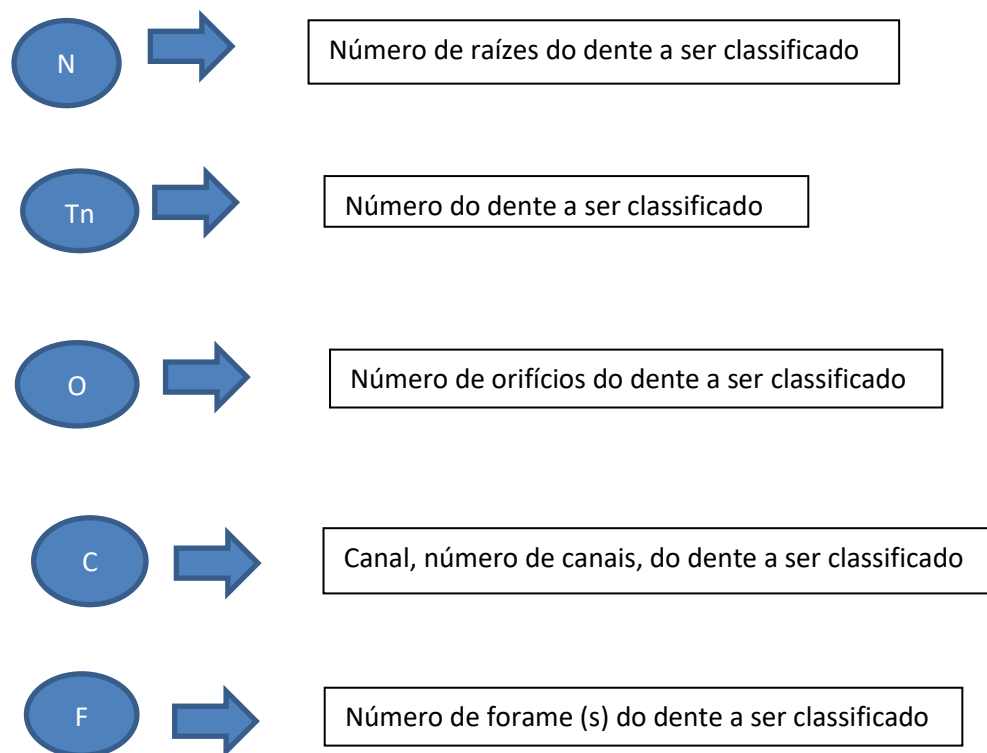 N
Número de raízes do dente a ser classificado
Tn
Número do dente a ser classificado
O
Número de orifícios do dente a ser classificado
C
Canal, número de canais, do dente a ser classificado
F
Número de forame (s) do dente a ser classificado